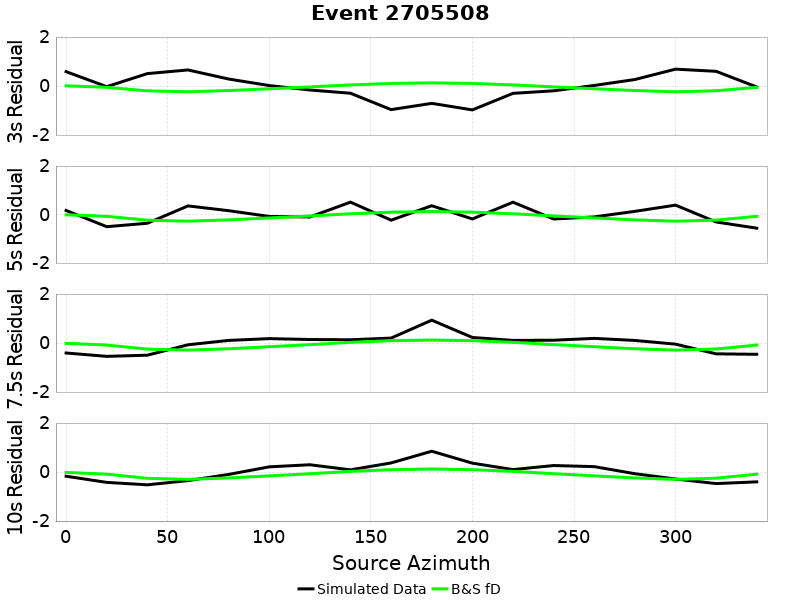 Event 2705508
3s Residual
2
0
-2
5s Residual
2
0
-2
7.5s Residual
2
0
-2
10s Residual
2
0
-2
0 50 100 150 200 250 300
Source Azimuth
Simulated Data B&S fD